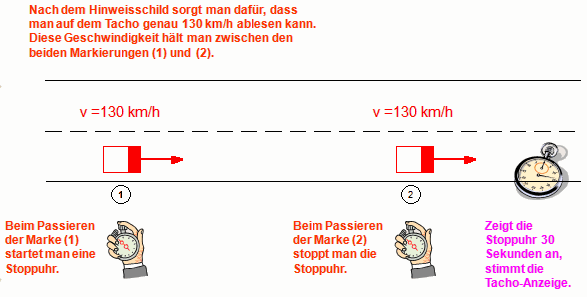 Nach dem Hinweisschild sorgt man dafür, dass
man auf dem Tacho genau 130 km/h ablesen kann.
Diese Geschwindigkeit hält man zwischen den
beiden Markierungen (1) und (2).
v =130 km/h
v =130 km/h
1
2
Beim Passieren
der Marke (1)
startet man eine
Stoppuhr.
Beim Passieren
der Marke (2)
stoppt man die
Stoppuhr.
Zeigt die
Stoppuhr 30
Sekunden an,
stimmt die
Tacho-Anzeige.